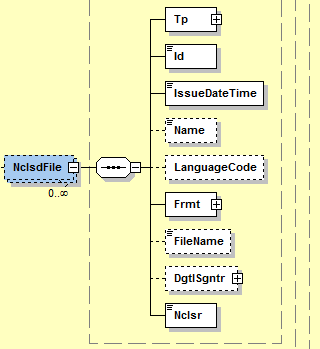 Tp
Id
IssueDateTime
Name
NclsdFile
0..∞
LanguageCode
Frmt
FileName
DgtlSgntr
Nclsr